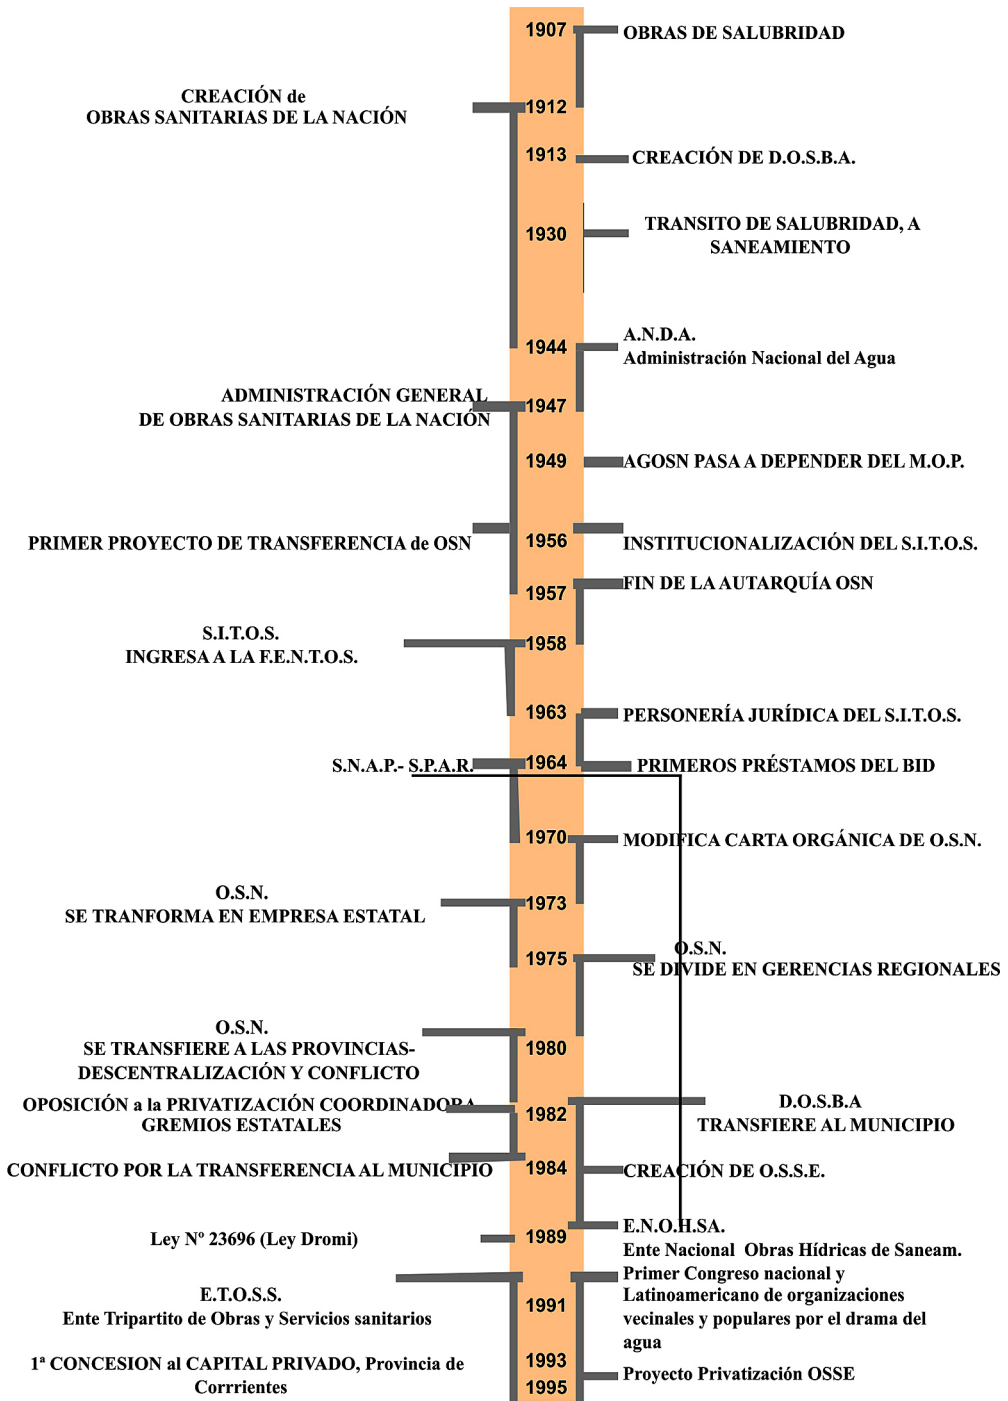 1907
OBRAS DE SALUBRIDAD
CREACIÓN de
OBRAS SANITARIAS DE LA NACIÓN
1912
1913
CREACIÓN DE D.O.S.B.A.
1930
TRANSITO DE SALUBRIDAD, A
SANEAMIENTO
1944
A.N.D.A.
Administración Nacional del Agua
ADMINISTRACIÓN GENERAL
DE OBRAS SANITARIAS DE LA NACIÓN
1947
1949
AGOSN PASA A DEPENDER DEL M.O.P.
PRIMER PROYECTO DE TRANSFERENCIA de OSN
1956
INSTITUCIONALIZACIÓN DEL S.I.T.O.S.
1957
FIN DE LA AUTARQUÍA OSN
S.I.T.O.S.
INGRESA A LA F.E.N.T.O.S.
1958
1963
PERSONERÍA JURÍDICA DEL S.I.T.O.S.
S.N.A.P.- S.P.A.R.
1964
PRIMEROS PRÉSTAMOS DEL BID
1970
MODIFICA CARTA ORGÁNICA DE O.S.N.
O.S.N.
SE TRANFORMA EN EMPRESA ESTATAL
1973
1975
O.S.N.
SE DIVIDE EN GERENCIAS REGIONALES
O.S.N.
SE TRANSFIERE A LAS PROVINCIAS-
DESCENTRALIZACIÓN Y CONFLICTO
1980
OPOSICIÓN a la PRIVATIZACIÓN COORDINADORA
GREMIOS ESTATALES
1982
D.O.S.B.A
TRANSFIERE AL MUNICIPIO
CONFLICTO POR LA TRANSFERENCIA AL MUNICIPIO
1984
CREACIÓN DE O.S.S.E.
Ley Nº 23696 (Ley Dromi)
1989
E.N.O.H.SA.
Ente Nacional Obras Hídricas de Saneam.
E.T.O.S.S.
Ente Tripartito de Obras y Servicios sanitarios
1991
Primer Congreso nacional y
Latinoamericano de organizaciones
vecinales y populares por el drama del
agua
1ª CONCESION al CAPITAL PRIVADO, Provincia de
Corrrientes
1993
1995
Proyecto Privatización OSSE